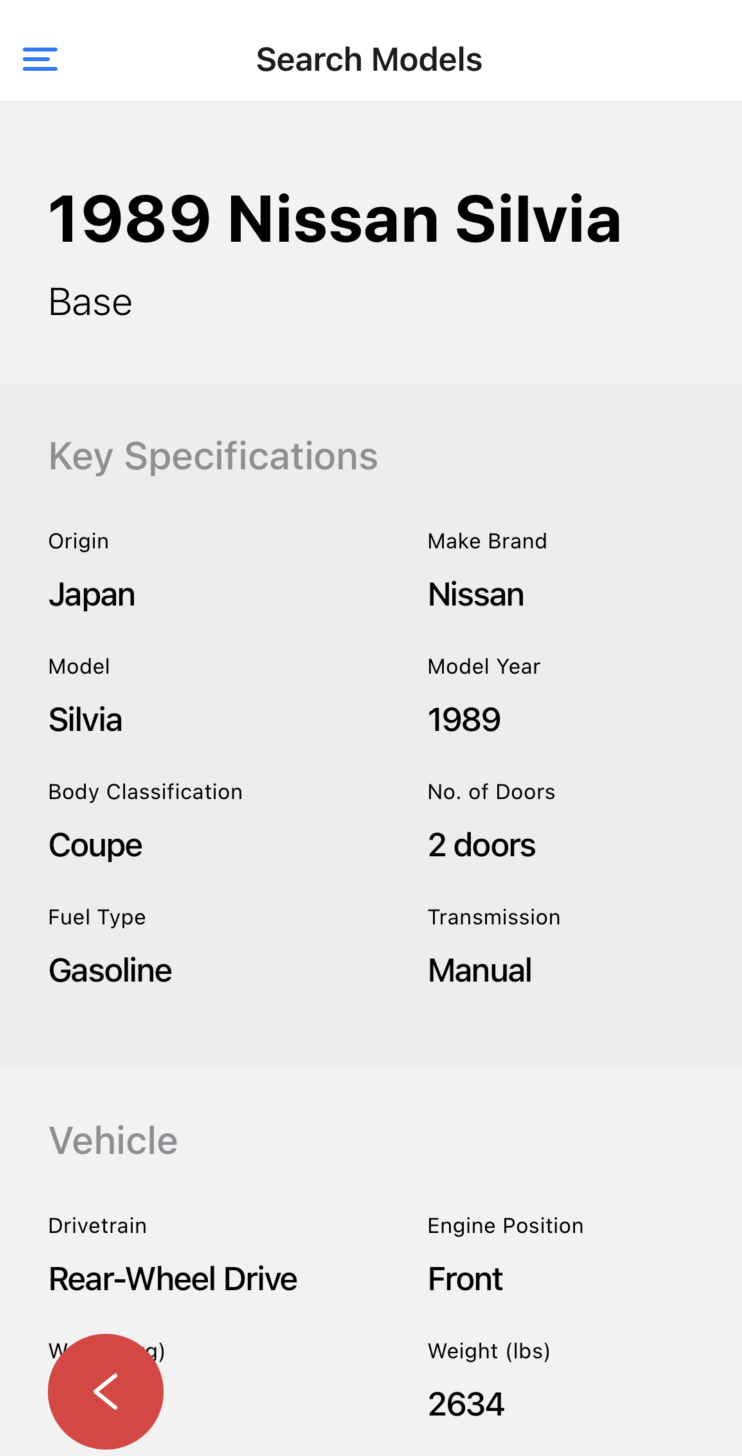 Search Models
1989 Nissan Silvia
Base
Key Specifications
Origin
Make Brand
Japan
Nissan
Model
Model Year
Silvia
1989
Body Classification
No. of Doors
Coupe
2 doors
Fuel Type
Transmission
Gasoline
Manual
Vehicle
Drivetrain
Engine Position
Rear-Wheel Drive
Front
Weight (lbs)
2634